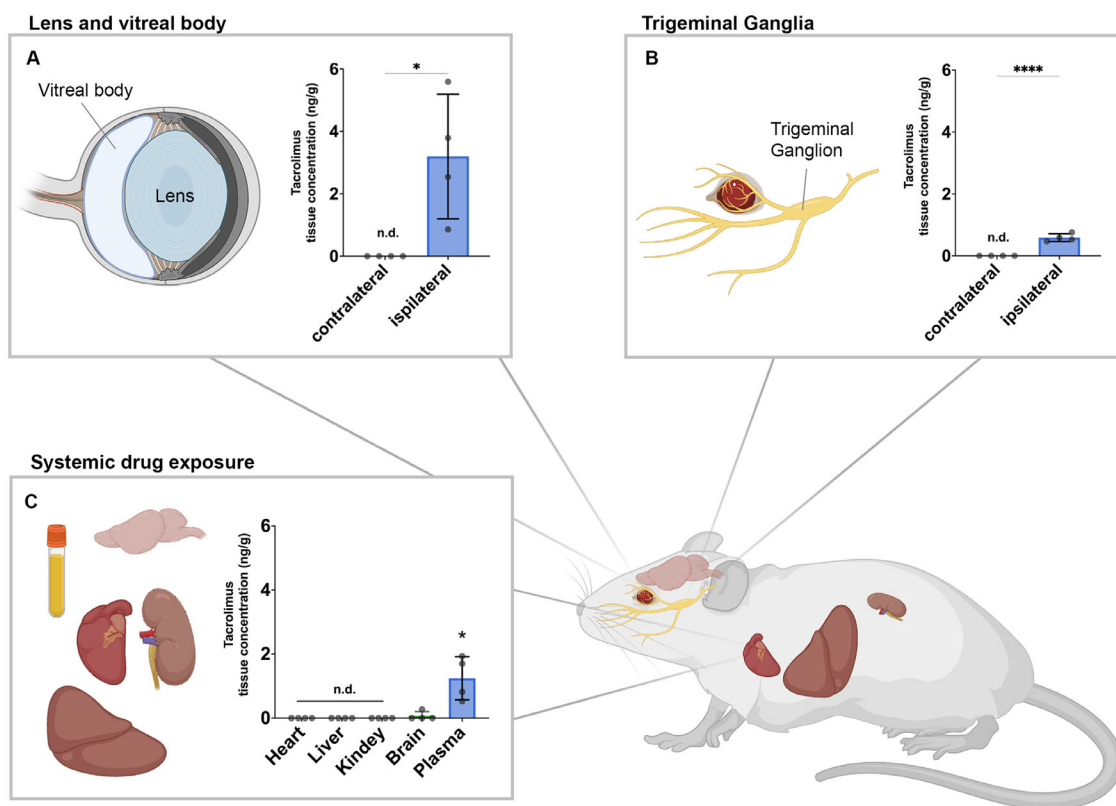 Lens and vitreal body
A
Vitreal body
Lens
Tacrolimus
tissue concentration (ng/g)
6
4
2
0
*
n.d.
contralateral
ispilateral
Trigeminal Ganglia
B
Trigeminal
Ganglion
Tacrolimus
tissue concentration (ng/g)
6
4
2
0
****
n.d.
contralateral
ipsilateral
Systemic drug exposure
C
Tacrolimus
tissue concentration (ng/g)
6
4
2
0
n.d.
*
Heart
Liver
Kindey
Brain
Plasma